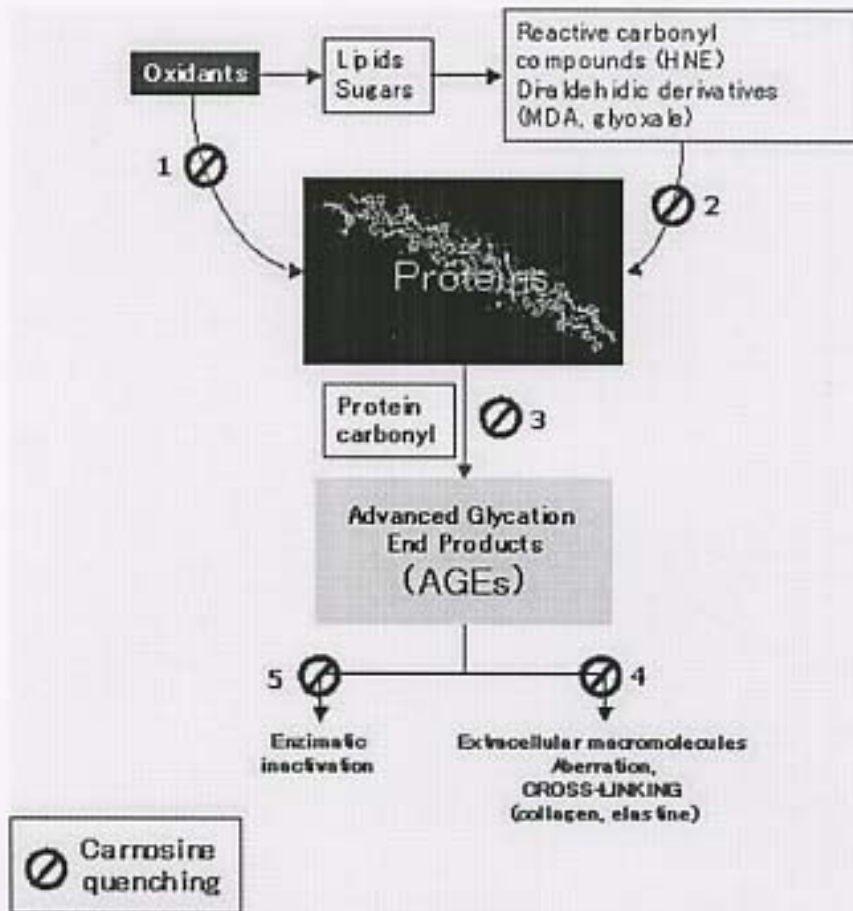 Oxidants
Lipids
Sugars
Reactive carbonyl
compounds (HNE)
Diraldehidic derivatives
(MDA, glyoxale)
1
2
Proteins
Protein
carbonyl
3
Advanced Glycation
End Products
(AGEs)
5
4
Enzimatic
inactivation
Extracellular macromolecules
Aberration,
CROSS-LINKING
(collagen, elastine)
Carnosine
quenching